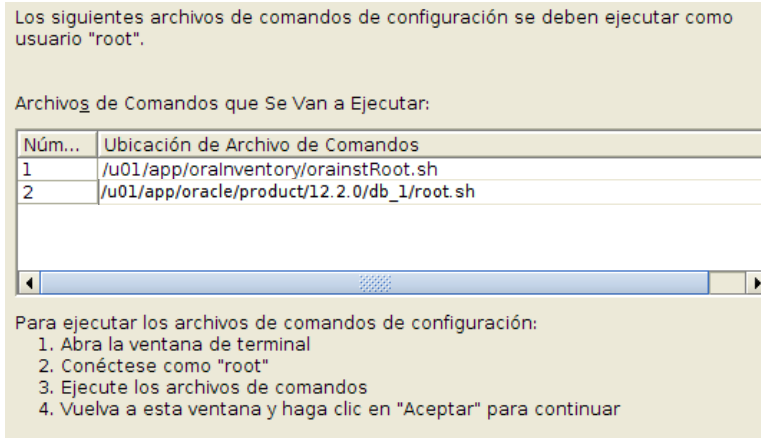 Los siguientes archivos de comandos de configuración se deben ejecutar como
usuario "root".
Archivos de Comandos que Se Van a Ejecutar:
Núm... Ubicación de Archivo de Comandos
1 /u01/app/oraInventory/orainstRoot.sh
2 /u01/app/oracle/product/12.2.0/db_1/root.sh
Para ejecutar los archivos de comandos de configuración:
1. Abra la ventana de terminal
2. Conéctese como "root"
3. Ejecute los archivos de comandos
4. Vuelva a esta ventana y haga clic en "Aceptar" para continuar